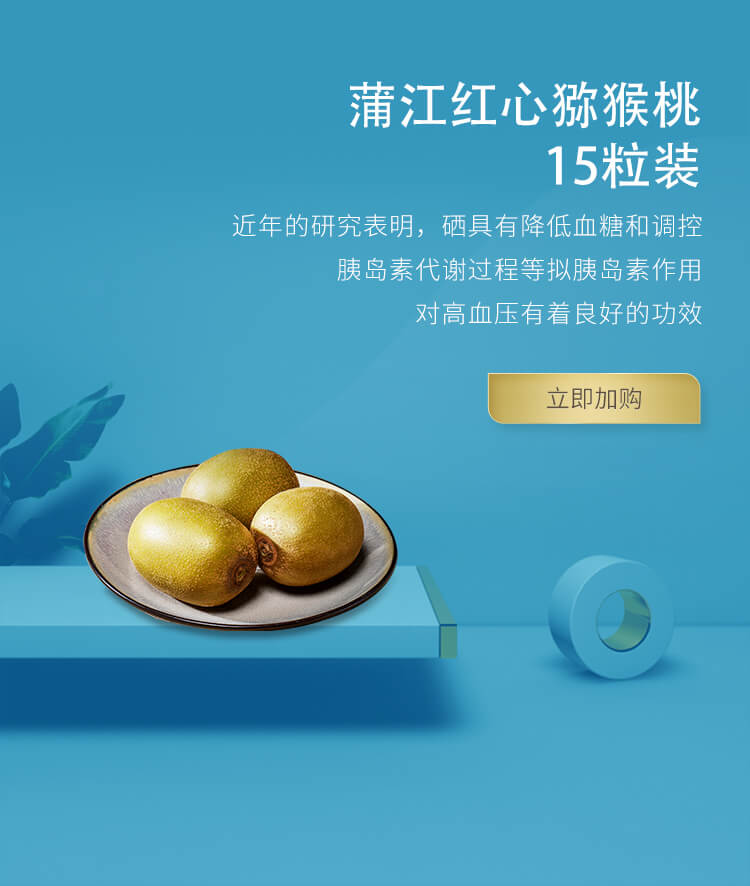 蒲江红心猕猴桃
15粒装
近年的研究表明，硒具有降低血糖和调控
胰岛素代谢过程等拟胰岛素作用
对高血压有着良好的功效
立即加购